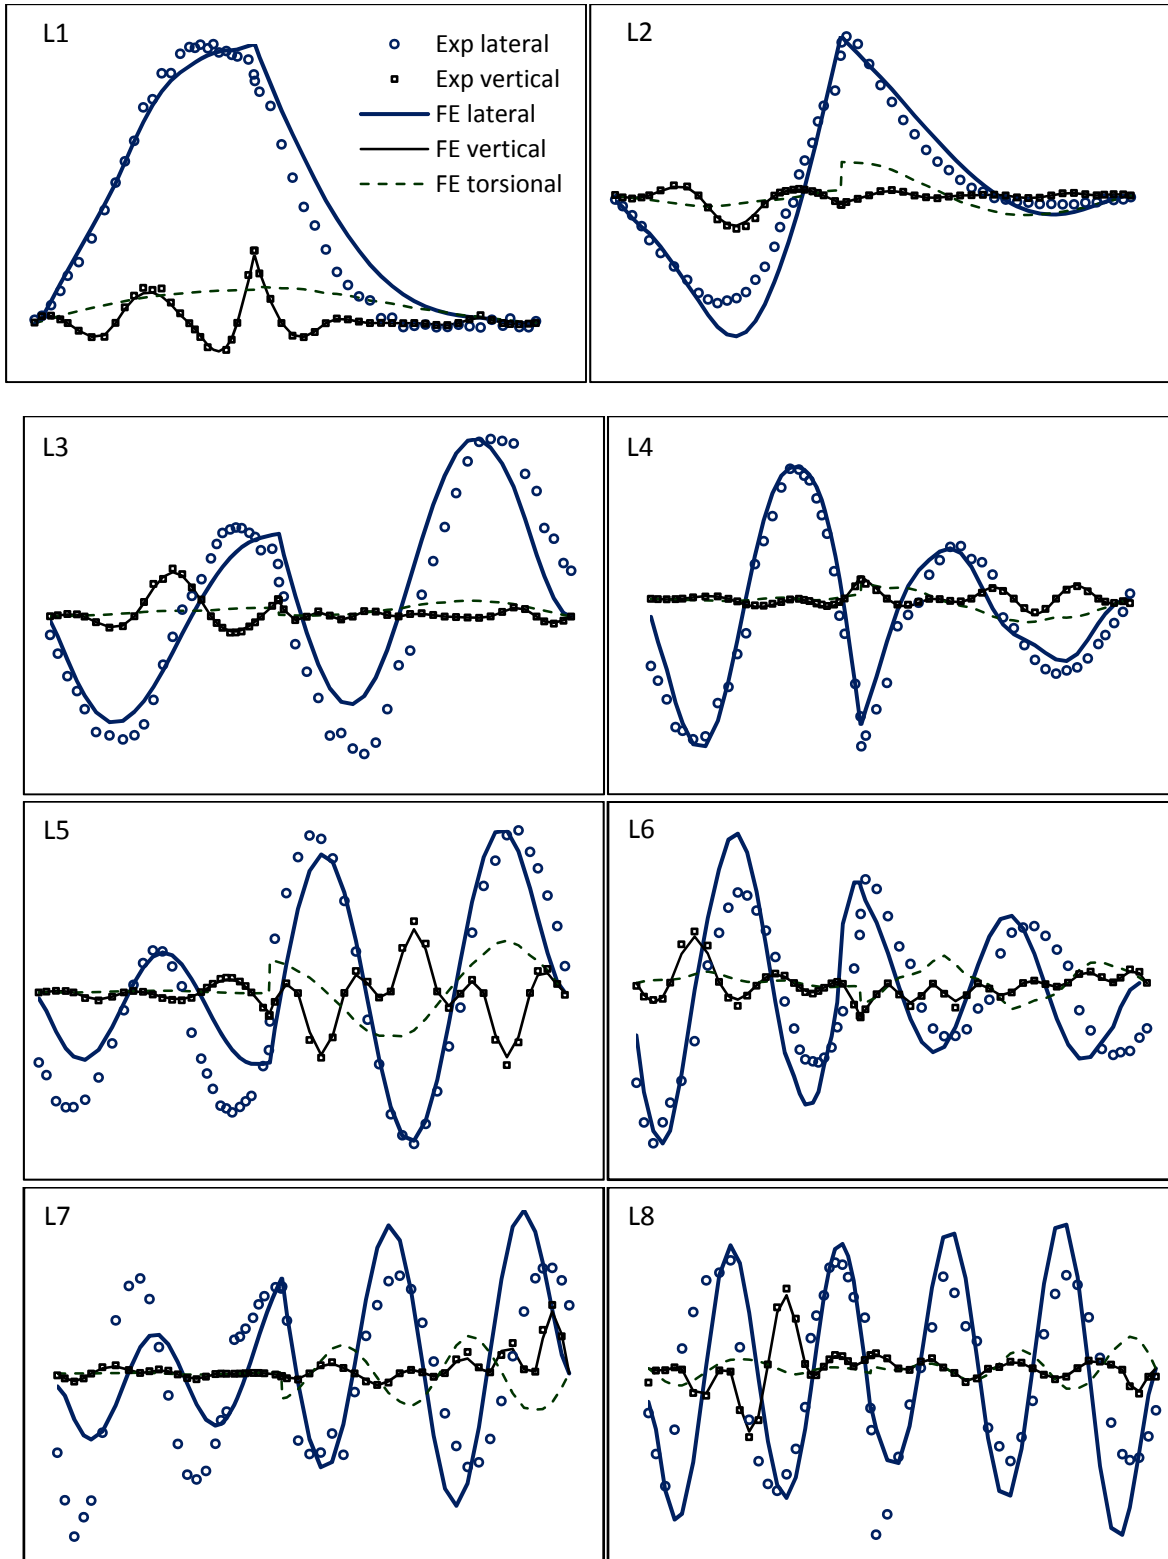 L1
Exp lateral
Exp vertical
FE lateral
FE vertical
FE torsional
L2
L3
L4
L5
L6
L7
L8